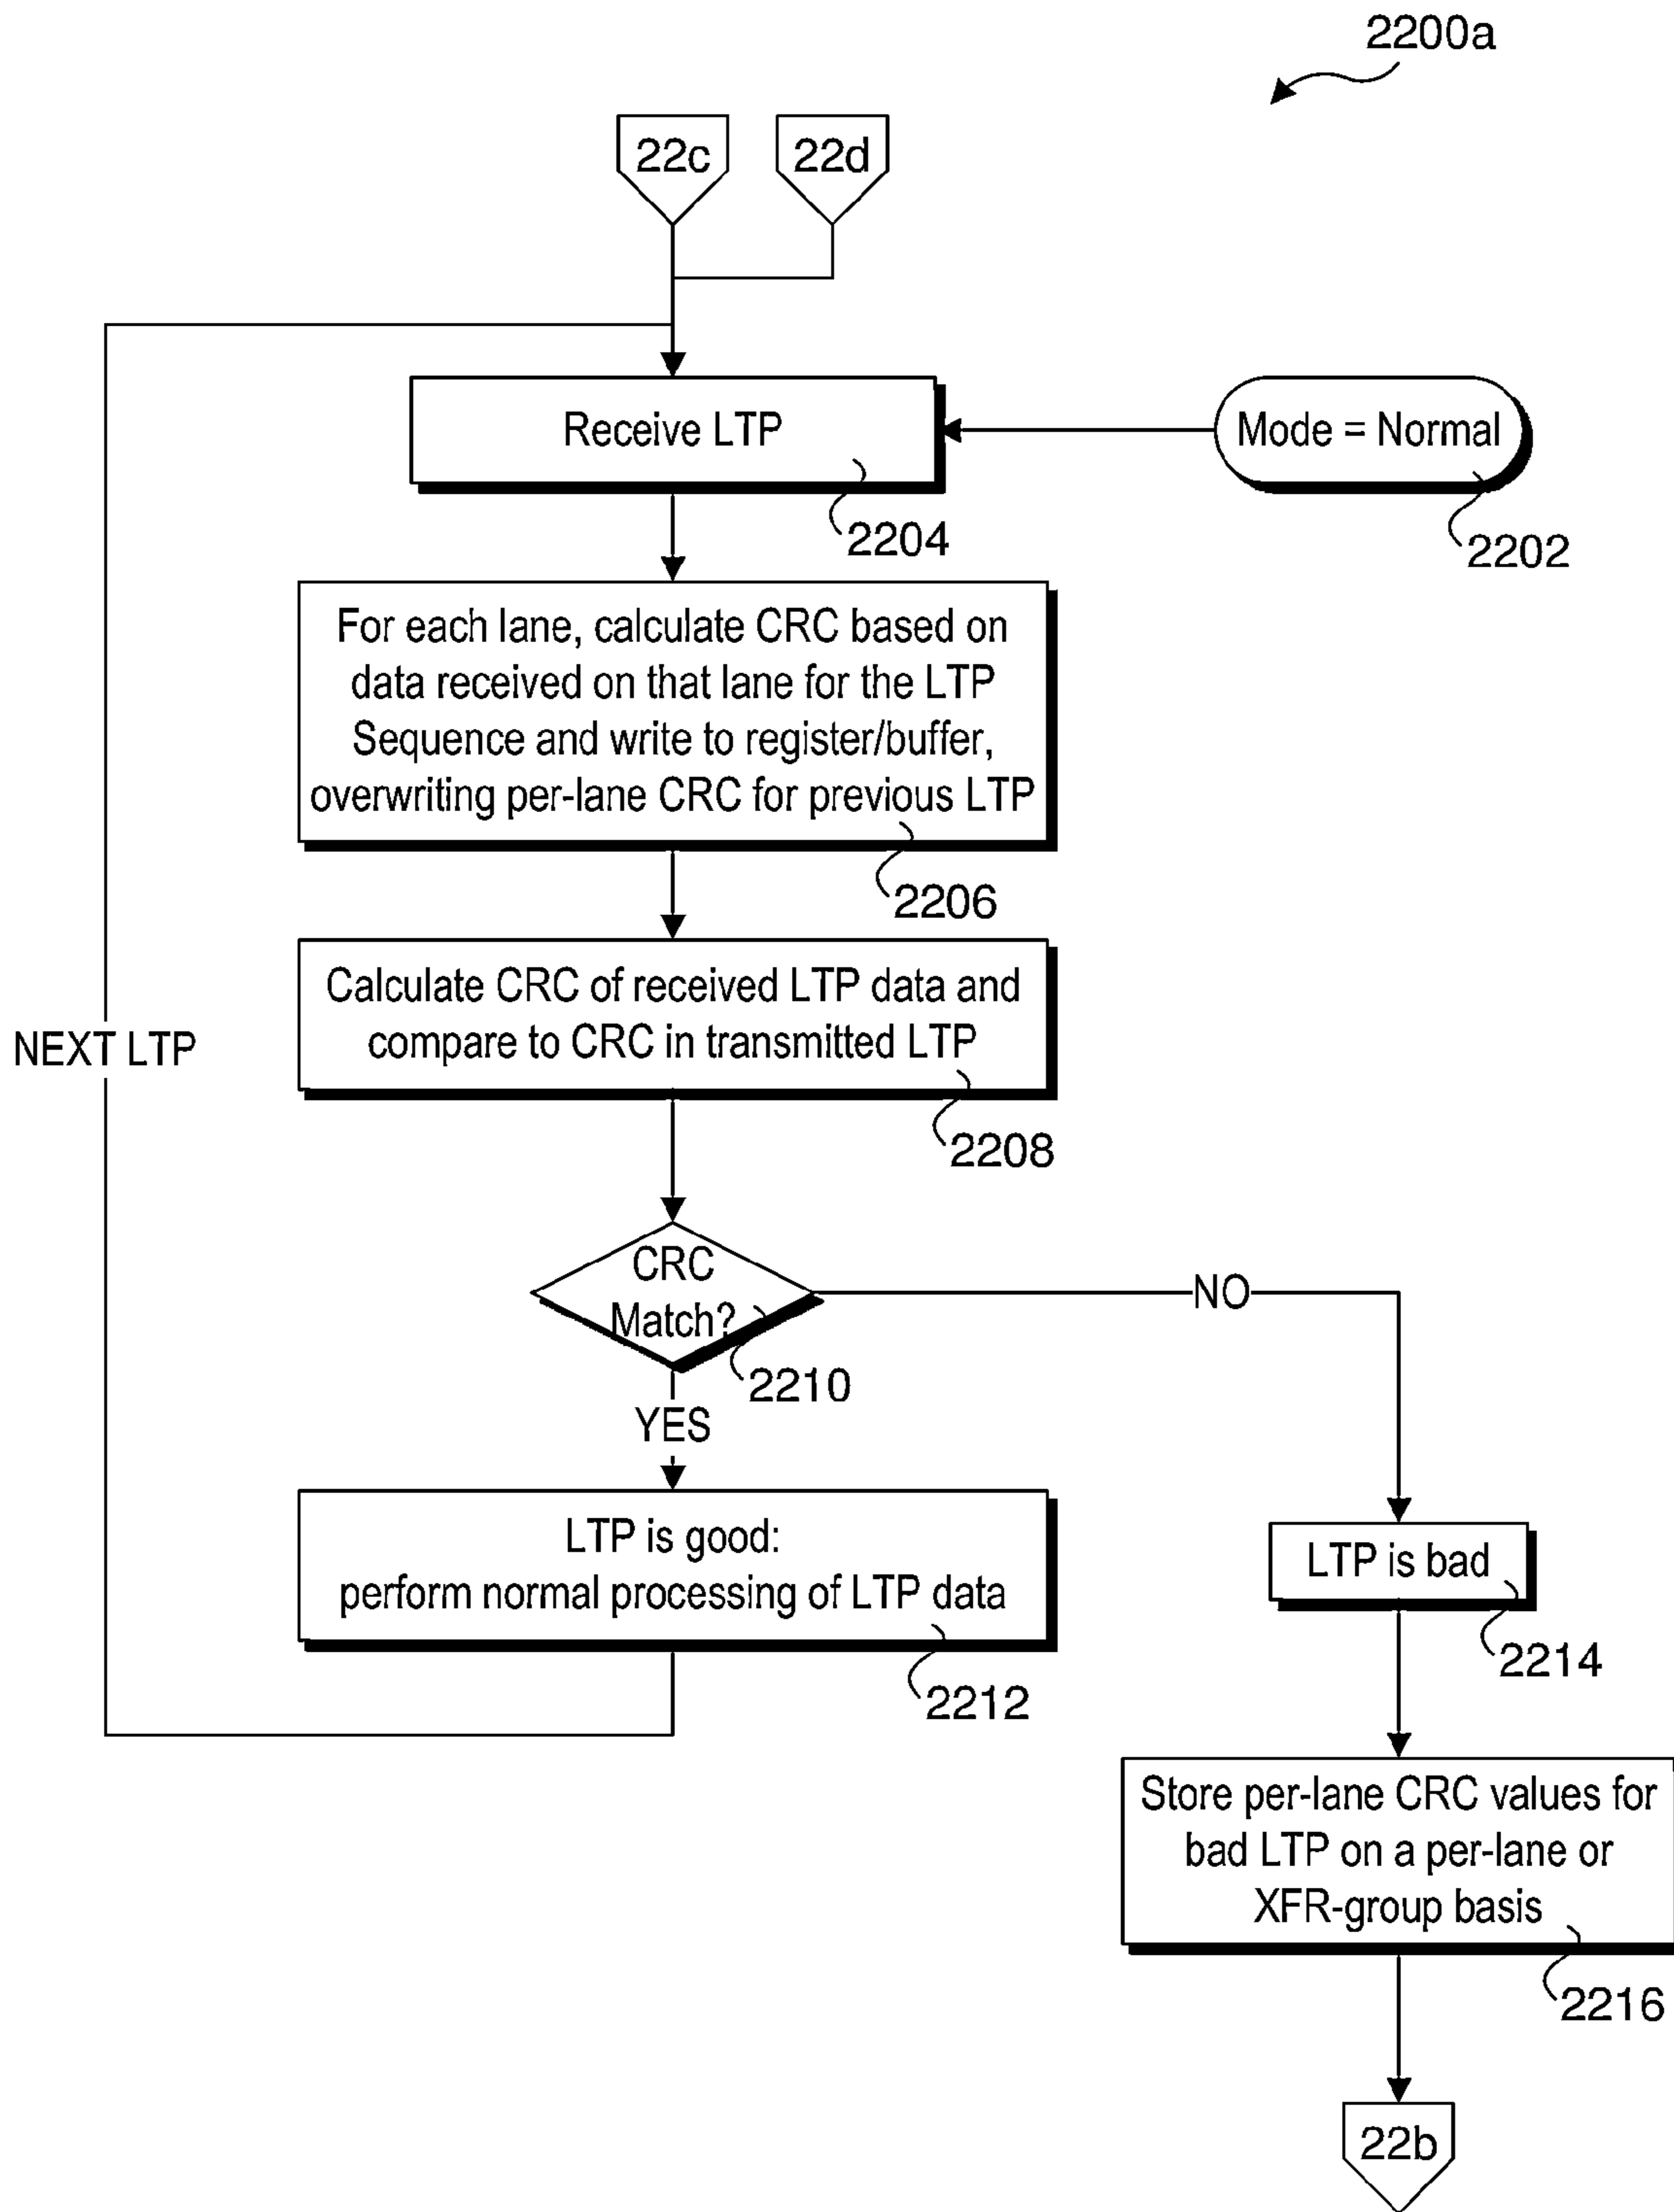 2200a
22c 22d
Receive LTP
Mode = Normal
2204
2202
For each lane, calculate CRC based on
data received on that lane for the LTP
Sequence and write to register/buffer,
overwriting per-lane CRC for previous LTP
2206
Calculate CRC of received LTP data and
compare to CRC in transmitted LTP
NEXT LTP
2208
CRC
Match?
NO
2210
YES
LTP is good:
perform normal processing of LTP data
LTP is bad
2214
2212
Store per-lane CRC values for
bad LTP on a per-lane or
XFR-group basis
2216
22b